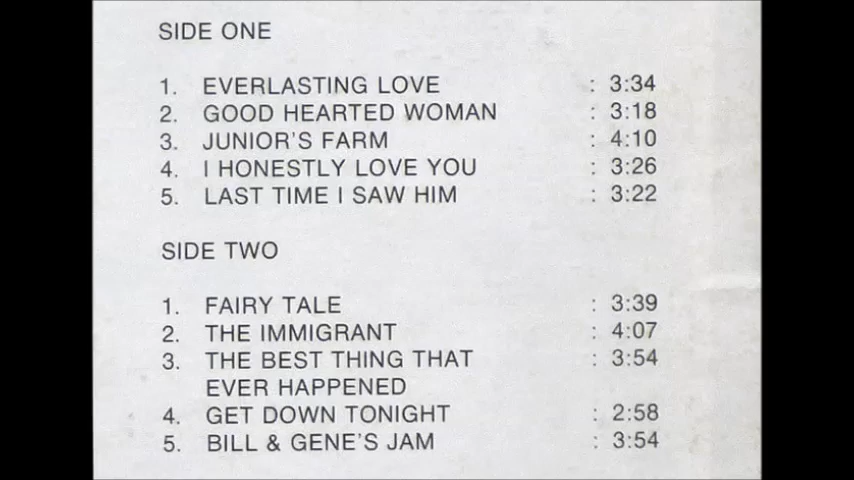 SIDE ONE
1. EVERLASTING LOVE : 3:34
2. GOOD HEARTED WOMAN : 3:18
3. JUNIOR'S FARM : 4:10
4. I HONESTLY LOVE YOU : 3:26
5. LAST TIME I SAW HIM : 3:22
SIDE TWO
1. FAIRY TALE : 3:39
2. THE IMMIGRANT : 4:07
3. THE BEST THING THAT : 3:54
EVER HAPPENED
4. GET DOWN TONIGHT : 2:58
5. BILL & GENE'S JAM : 3:54